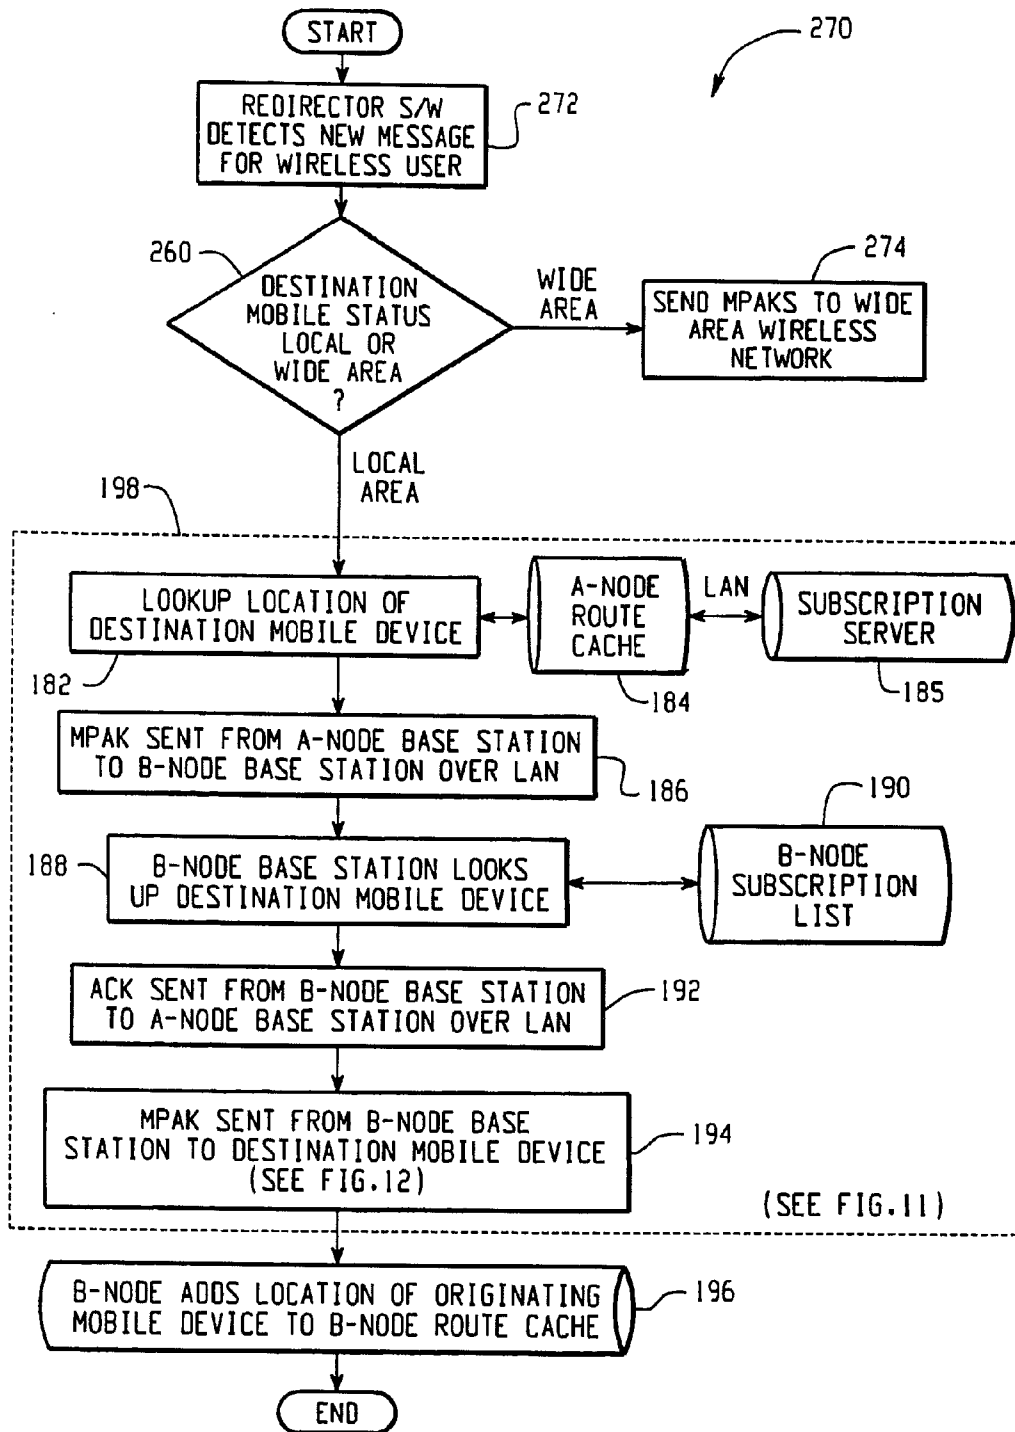 START
270
REDIRECTOR S/W
DETECTS NEW MESSAGE
FOR WIRELESS USER
272
260
DESTINATION
MOBILE STATUS
LOCAL OR
WIDE AREA
?
WIDE
AREA
274
SEND MPAKS TO WIDE
AREA WIRELESS
NETWORK
LOCAL
AREA
198
LOOKUP LOCATION OF
DESTINATION MOBILE DEVICE
182
A-NODE
ROUTE
CACHE
184
LAN
SUBSCRIPTION
SERVER
185
MPAK SENT FROM A-NODE BASE STATION
TO B-NODE BASE STATION OVER LAN
186
188
B-NODE BASE STATION LOOKS
UP DESTINATION MOBILE DEVICE
190
B-NODE
SUBSCRIPTION
LIST
ACK SENT FROM B-NODE BASE STATION
TO A-NODE BASE STATION OVER LAN
192
MPAK SENT FROM B-NODE BASE
STATION TO DESTINATION MOBILE DEVICE
(SEE FIG.12)
194
(SEE FIG.11)
B-NODE ADDS LOCATION OF ORIGINATING
MOBILE DEVICE TO B-NODE ROUTE CACHE
196
END